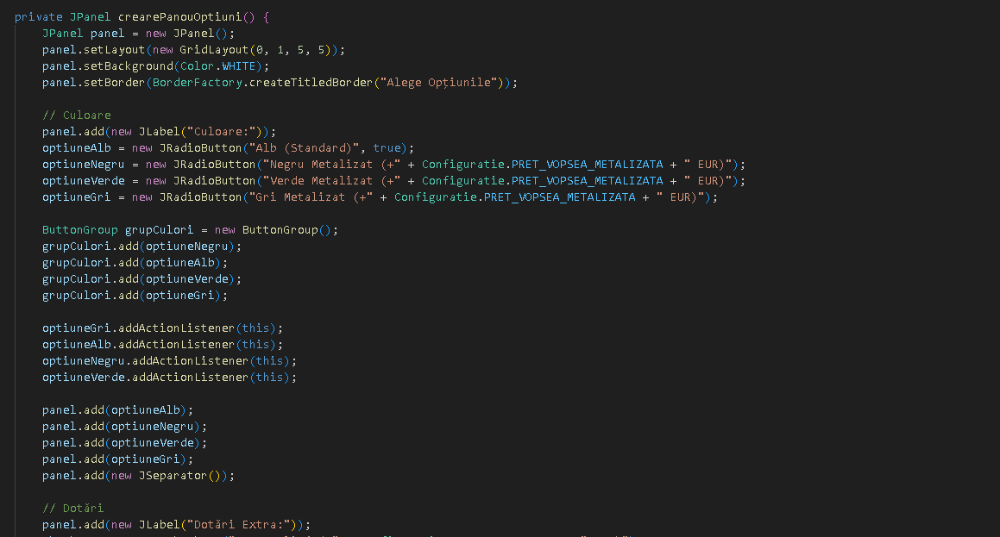 private JPanel crearePanouOptiuni() {
    JPanel panel = new JPanel();
    panel.setLayout(new GridLayout(0, 1, 5, 5));
    panel.setBackground(Color.WHITE);
    panel.setBorder(BorderFactory.createTitledBorder("Alege Opțiunile"));

    // Culoare
    panel.add(new JLabel("Culoare:"));
    optiuneAlb = new JRadioButton("Alb (Standard)", true);
    optiuneNegru = new JRadioButton("Negru Metalizat (+" + Configuratie.PRET_VOPSEA_METALIZATA + " EUR)");
    optiuneVerde = new JRadioButton("Verde Metalizat (+" + Configuratie.PRET_VOPSEA_METALIZATA + " EUR)");
    optiuneGri = new JRadioButton("Gri Metalizat (+" + Configuratie.PRET_VOPSEA_METALIZATA + " EUR)");

    ButtonGroup grupCulori = new ButtonGroup();
    grupCulori.add(optiuneNegru);
    grupCulori.add(optiuneAlb);
    grupCulori.add(optiuneVerde);
    grupCulori.add(optiuneGri);

    optiuneGri.addActionListener(this);
    optiuneAlb.addActionListener(this);
    optiuneNegru.addActionListener(this);
    optiuneVerde.addActionListener(this);

    panel.add(optiuneAlb);
    panel.add(optiuneNegru);
    panel.add(optiuneVerde);
    panel.add(optiuneGri);
    panel.add(new JSeparator());

    // Dotări
    panel.add(new JLabel("Dotări Extra:"));